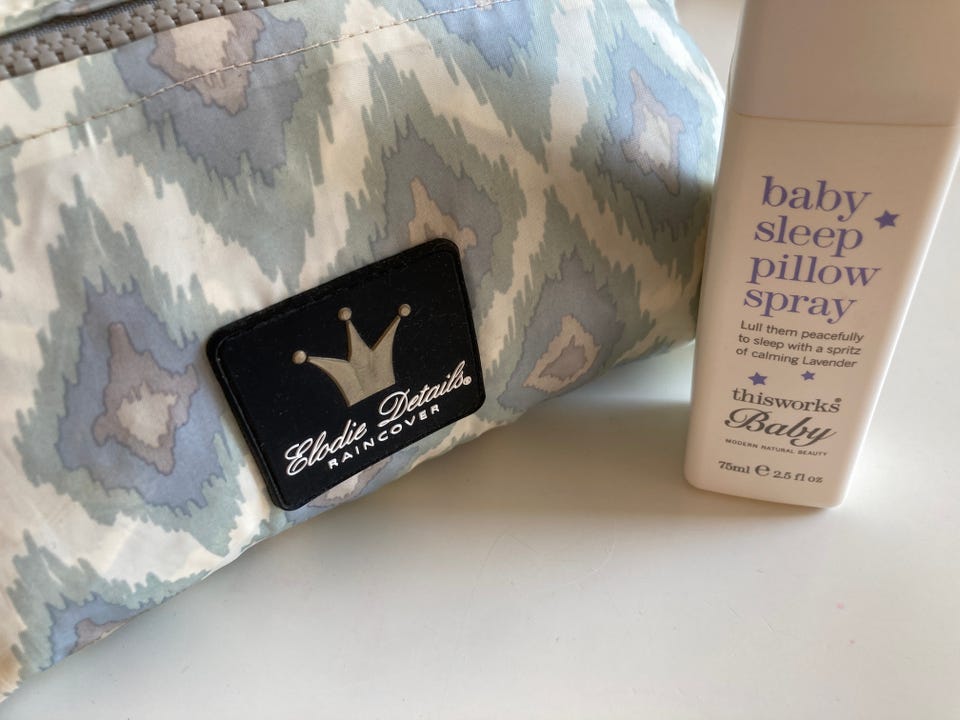 Elodie Details®
RAINCOVER
baby
sleep
pillow
spray
Lull them peacefully
to sleep with a spritz
of calming Lavender
thisworks®
Baby
MODERN NATURAL BEAUTY
75ml ℮ 2.5 fl oz